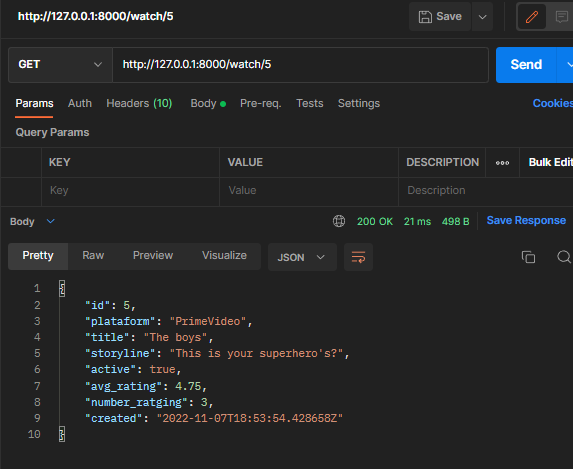 http://127.0.0.1:8000/watch/5 Save
GET http://127.0.0.1:8000/watch/5 Send
Params Auth Headers (10) Body Pre-req. Tests Settings Cookies
Query Params
KEY VALUE DESCRIPTION ooo Bulk Edit
Key Value Description
Body 200 OK 21 ms 498 B Save Response
Pretty Raw Preview Visualize JSON
1 {
2 "id": 5,
3 "plataform": "PrimeVideo",
4 "title": "The boys",
5 "storyline": "This is your superhero's?",
6 "active": true,
7 "avg_rating": 4.75,
8 "number_ratging": 3,
9 "created": "2022-11-07T18:53:54.428658Z"
10 }